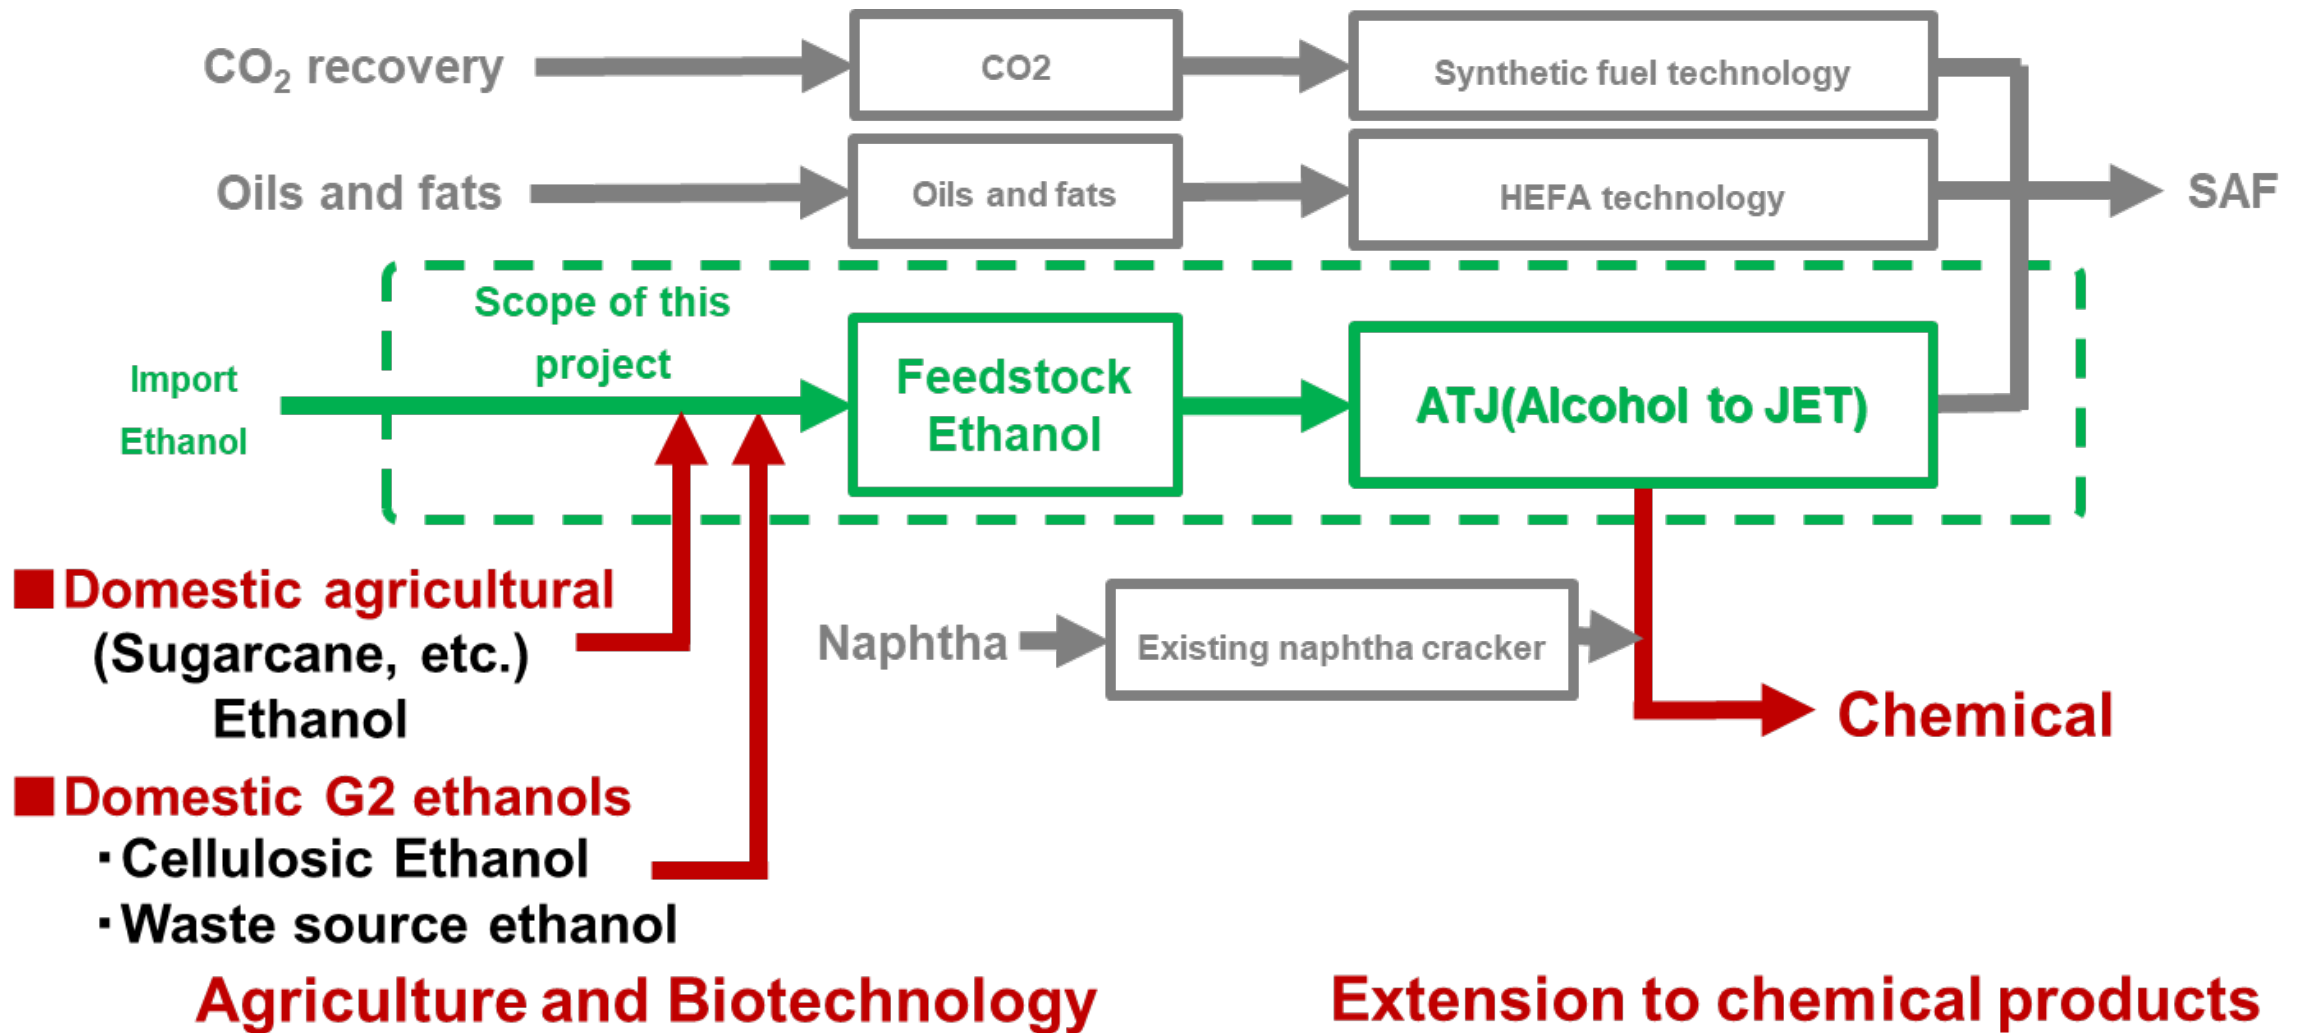 CO₂ recovery
CO2
Synthetic fuel technology
Oils and fats
Oils and fats
HEFA technology
SAF
Scope of this
project
Import
Ethanol
Feedstock
Ethanol
ATJ(Alcohol to JET)
■Domestic agricultural
(Sugarcane, etc.)
Ethanol
Naphtha
Existing naphtha cracker
Chemical
■Domestic G2 ethanols
・Cellulosic Ethanol
・Waste source ethanol
Agriculture and Biotechnology
Extension to chemical products